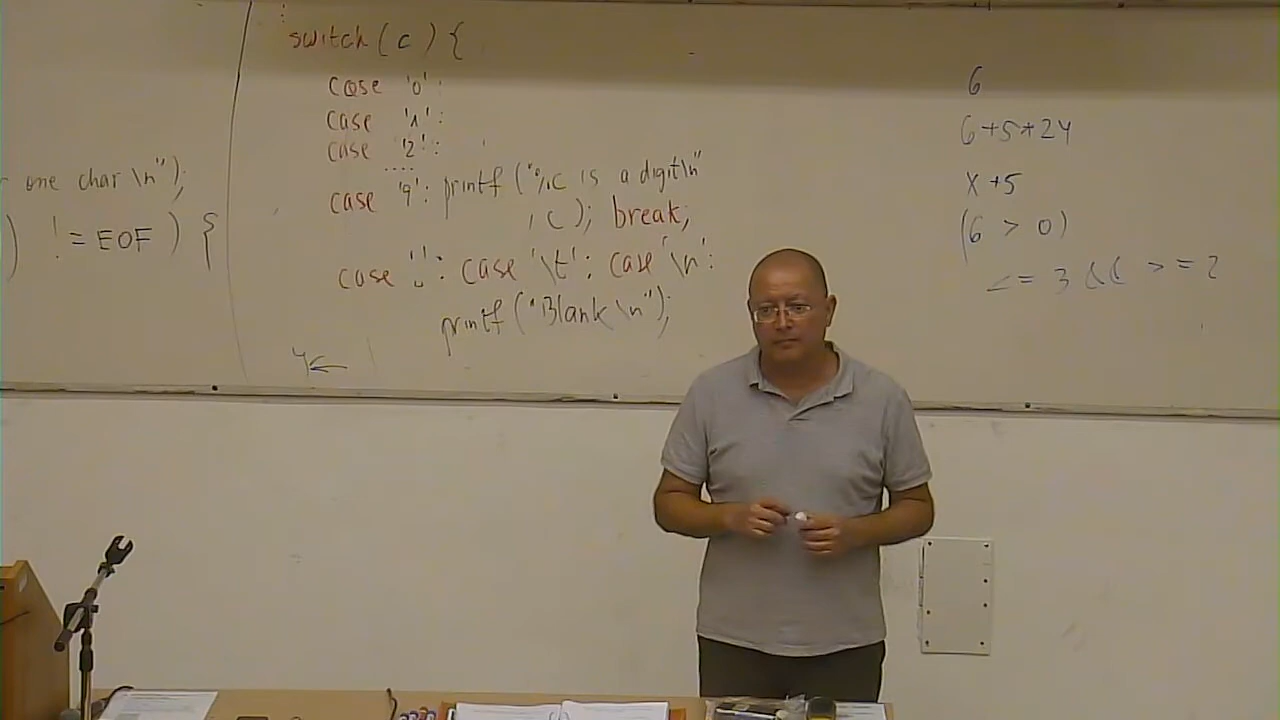 one char \n");
) != EOF ) {
switch ( c ) {
case '0' :
case '1' :
case '2' :
....
case '9' : printf ("%c is a digit\n"
, c ); break;
case '␣' : case '\t' : case '\n' :
printf ("Blank \n");
6
6+5*24
x+5
(6 > 0)
<= 3 && >= 2